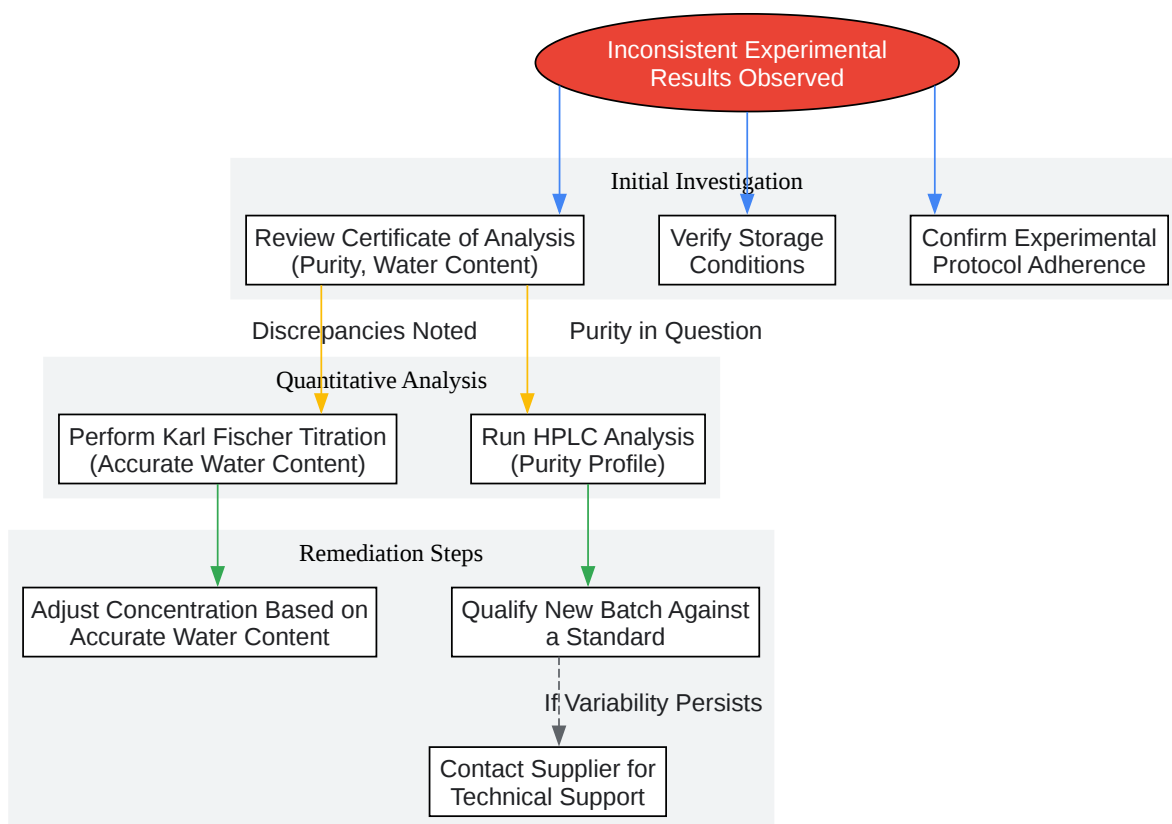 Inconsistent Experimental
Results Observed
Initial Investigation
Review Certificate of Analysis
(Purity, Water Content)
Verify Storage
Conditions
Confirm Experimental
Protocol Adherence
Discrepancies Noted
Purity in Question
Quantitative Analysis
Perform Karl Fischer Titration
(Accurate Water Content)
Run HPLC Analysis
(Purity Profile)
Remediation Steps
Adjust Concentration Based on
Accurate Water Content
Qualify New Batch Against
a Standard
If Variability Persists
Contact Supplier for
Technical Support